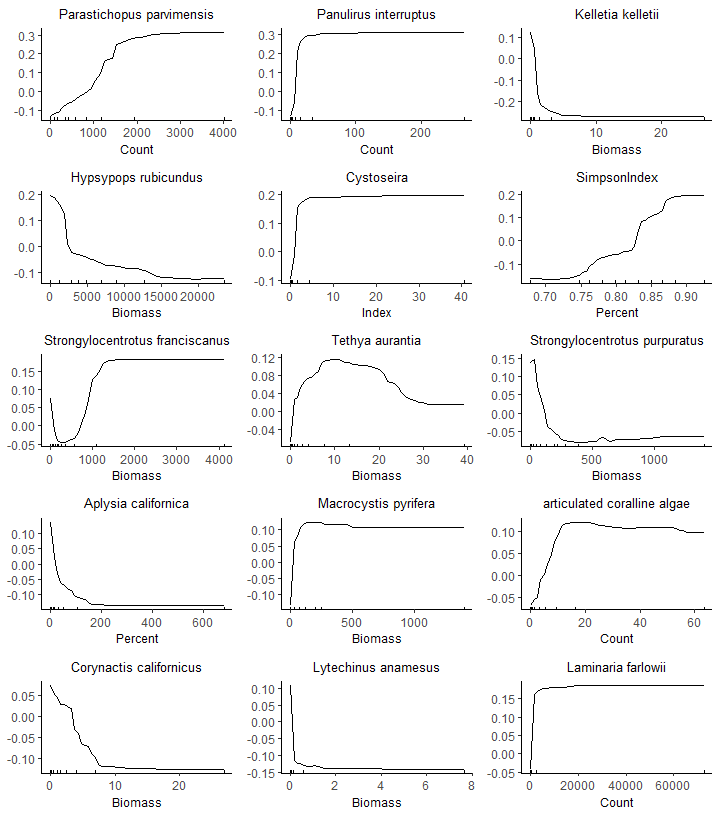 Parastichopus parvimensis
0.3
0.2
0.1
0.0
-0.1
0 1000 2000 3000 4000
Count
Panulirus interruptus
0.3
0.2
0.1
0.0
-0.1
0 100 200
Count
Kelletia kelletii
0.1
0.0
-0.1
-0.2
0 10 20
Biomass
Hypsypops rubicundus
0.2
0.1
0.0
-0.1
0 5000 10000 15000 20000
Biomass
Cystoseira
0.2
0.1
0.0
-0.1
0 10 20 30 40
Index
SimpsonIndex
0.2
0.1
0.0
-0.1
0.70 0.75 0.80 0.85 0.90
Percent
Strongylocentrotus franciscanus
0.15
0.10
0.05
0.00
-0.05
0 1000 2000 3000 4000
Biomass
Tethya aurantia
0.12
0.08
0.04
0.00
-0.04
0 10 20 30 40
Biomass
Strongylocentrotus purpuratus
0.15
0.10
0.05
0.00
-0.05
0 500 1000
Biomass
Aplysia californica
0.10
0.05
0.00
-0.05
-0.10
0 200 400 600
Percent
Macrocystis pyrifera
0.10
0.05
0.00
-0.05
-0.10
0 500 1000
Biomass
articulated coralline algae
0.10
0.05
0.00
-0.05
0 20 40 60
Count
Corynactis californicus
0.05
0.00
-0.05
-0.10
0 10 20
Biomass
Lytechinus anamesus
0.10
0.05
0.00
-0.05
-0.10
-0.15
0 2 4 6 8
Biomass
Laminaria farlowii
0.15
0.10
0.05
0.00
-0.05
0 20000 40000 60000
Count